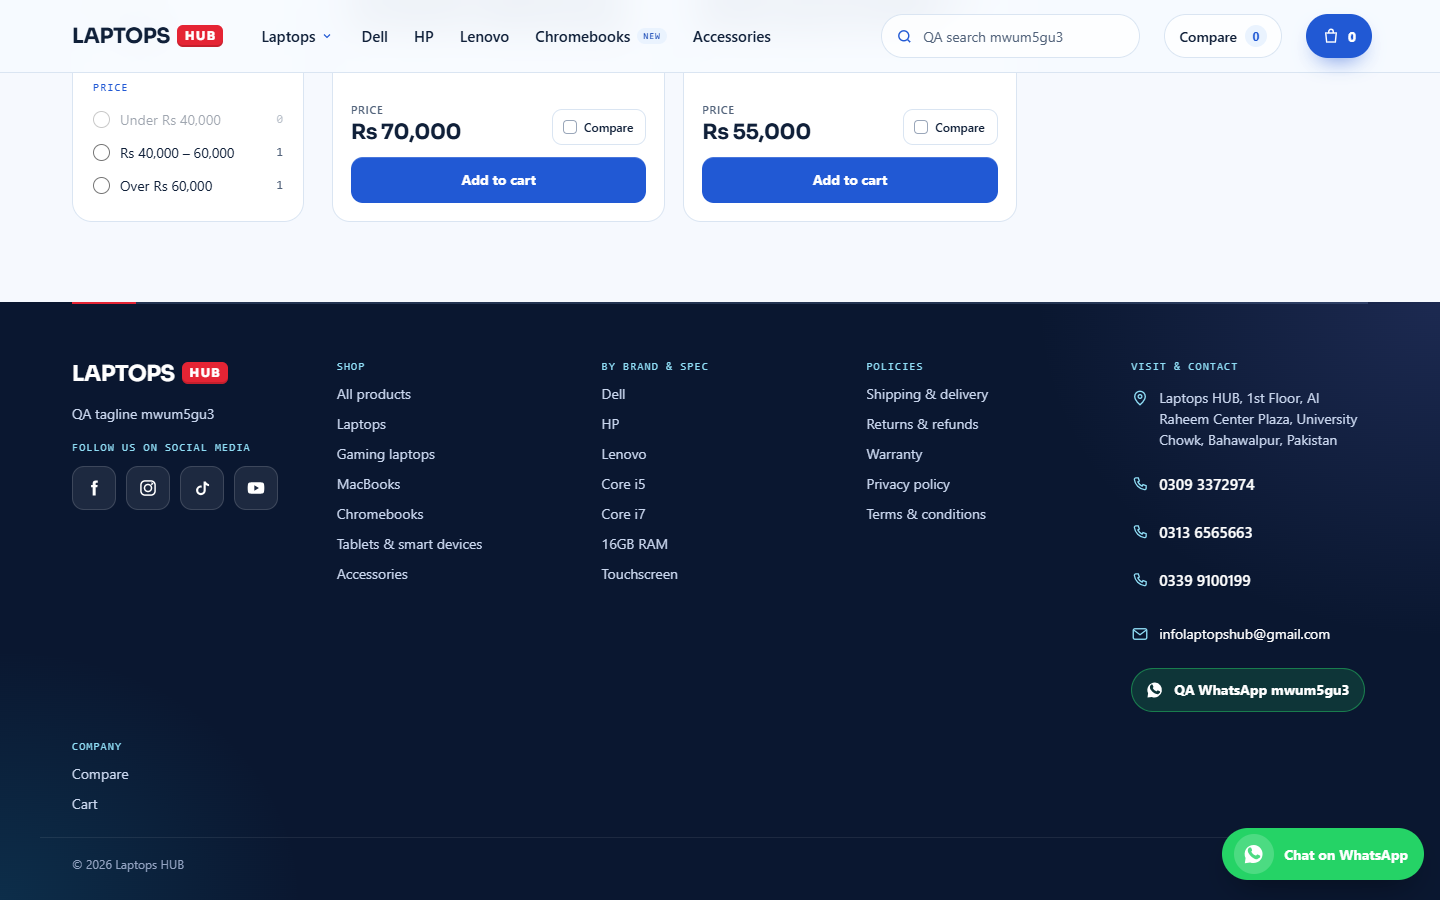 LAPTOPS HUB
Laptops
Dell
HP
Lenovo
Chromebooks NEW
Accessories
QA search mwum5gu3
Compare 0
0
PRICE
Under Rs 40,000 0
Rs 40,000 – 60,000 1
Over Rs 60,000 1
PRICE
Rs 70,000
Compare
Add to cart
PRICE
Rs 55,000
Compare
Add to cart
LAPTOPS HUB
QA tagline mwum5gu3
FOLLOW US ON SOCIAL MEDIA
SHOP
All products
Laptops
Gaming laptops
MacBooks
Chromebooks
Tablets & smart devices
Accessories
BY BRAND & SPEC
Dell
HP
Lenovo
Core i5
Core i7
16GB RAM
Touchscreen
POLICIES
Shipping & delivery
Returns & refunds
Warranty
Privacy policy
Terms & conditions
VISIT & CONTACT
Laptops HUB, 1st Floor, Al
Raheem Center Plaza, University
Chowk, Bahawalpur, Pakistan
0309 3372974
0313 6565663
0339 9100199
infolaptopshub@gmail.com
QA WhatsApp mwum5gu3
COMPANY
Compare
Cart
© 2026 Laptops HUB
Chat on WhatsApp